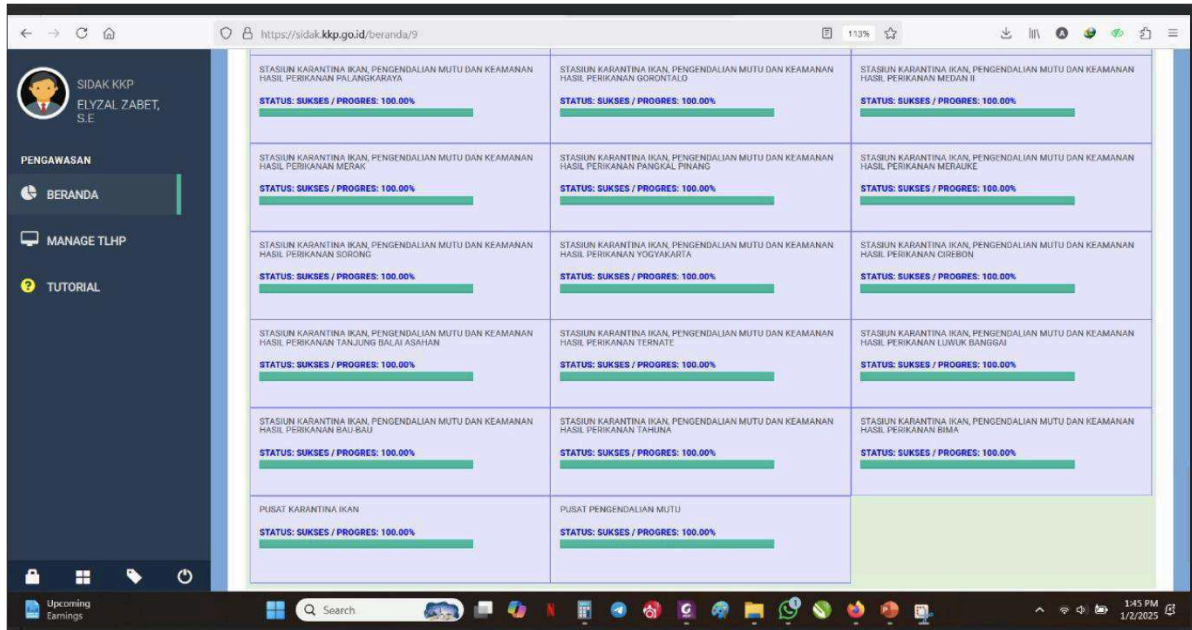 https://sidak.kkp.go.id/beranda/9
113%
SIDAK KKP
ELYZAL ZABET,
S.E
PENGAWASAN
BERANDA
MANAGE TLHP
TUTORIAL
STASIUN KARANTINA IKAN, PENGENDALIAN MUTU DAN KEAMANAN
HASIL PERIKANAN PALANGKARAYA
STATUS: SUKSES / PROGRES: 100.00%
STASIUN KARANTINA IKAN, PENGENDALIAN MUTU DAN KEAMANAN
HASIL PERIKANAN GORONTALO
STATUS: SUKSES / PROGRES: 100.00%
STASIUN KARANTINA IKAN, PENGENDALIAN MUTU DAN KEAMANAN
HASIL PERIKANAN MEDAN II
STATUS: SUKSES / PROGRES: 100.00%
STASIUN KARANTINA IKAN, PENGENDALIAN MUTU DAN KEAMANAN
HASIL PERIKANAN MERAK
STATUS: SUKSES / PROGRES: 100.00%
STASIUN KARANTINA IKAN, PENGENDALIAN MUTU DAN KEAMANAN
HASIL PERIKANAN PANGKAL PINANG
STATUS: SUKSES / PROGRES: 100.00%
STASIUN KARANTINA IKAN, PENGENDALIAN MUTU DAN KEAMANAN
HASIL PERIKANAN MERAUKE
STATUS: SUKSES / PROGRES: 100.00%
STASIUN KARANTINA IKAN, PENGENDALIAN MUTU DAN KEAMANAN
HASIL PERIKANAN SORONG
STATUS: SUKSES / PROGRES: 100.00%
STASIUN KARANTINA IKAN, PENGENDALIAN MUTU DAN KEAMANAN
HASIL PERIKANAN YOGYAKARTA
STATUS: SUKSES / PROGRES: 100.00%
STASIUN KARANTINA IKAN, PENGENDALIAN MUTU DAN KEAMANAN
HASIL PERIKANAN CIREBON
STATUS: SUKSES / PROGRES: 100.00%
STASIUN KARANTINA IKAN, PENGENDALIAN MUTU DAN KEAMANAN
HASIL PERIKANAN TANJUNG BALAI ASAHAN
STATUS: SUKSES / PROGRES: 100.00%
STASIUN KARANTINA IKAN, PENGENDALIAN MUTU DAN KEAMANAN
HASIL PERIKANAN TERNATE
STATUS: SUKSES / PROGRES: 100.00%
STASIUN KARANTINA IKAN, PENGENDALIAN MUTU DAN KEAMANAN
HASIL PERIKANAN LUWUK BANGGAI
STATUS: SUKSES / PROGRES: 100.00%
STASIUN KARANTINA IKAN, PENGENDALIAN MUTU DAN KEAMANAN
HASIL PERIKANAN BAU-BAU
STATUS: SUKSES / PROGRES: 100.00%
STASIUN KARANTINA IKAN, PENGENDALIAN MUTU DAN KEAMANAN
HASIL PERIKANAN TAHUNA
STATUS: SUKSES / PROGRES: 100.00%
STASIUN KARANTINA IKAN, PENGENDALIAN MUTU DAN KEAMANAN
HASIL PERIKANAN BIMA
STATUS: SUKSES / PROGRES: 100.00%
PUSAT KARANTINA IKAN
STATUS: SUKSES / PROGRES: 100.00%
PUSAT PENGENDALIAN MUTU
STATUS: SUKSES / PROGRES: 100.00%
Upcoming
Earnings
Search
1:45 PM
1/2/2025